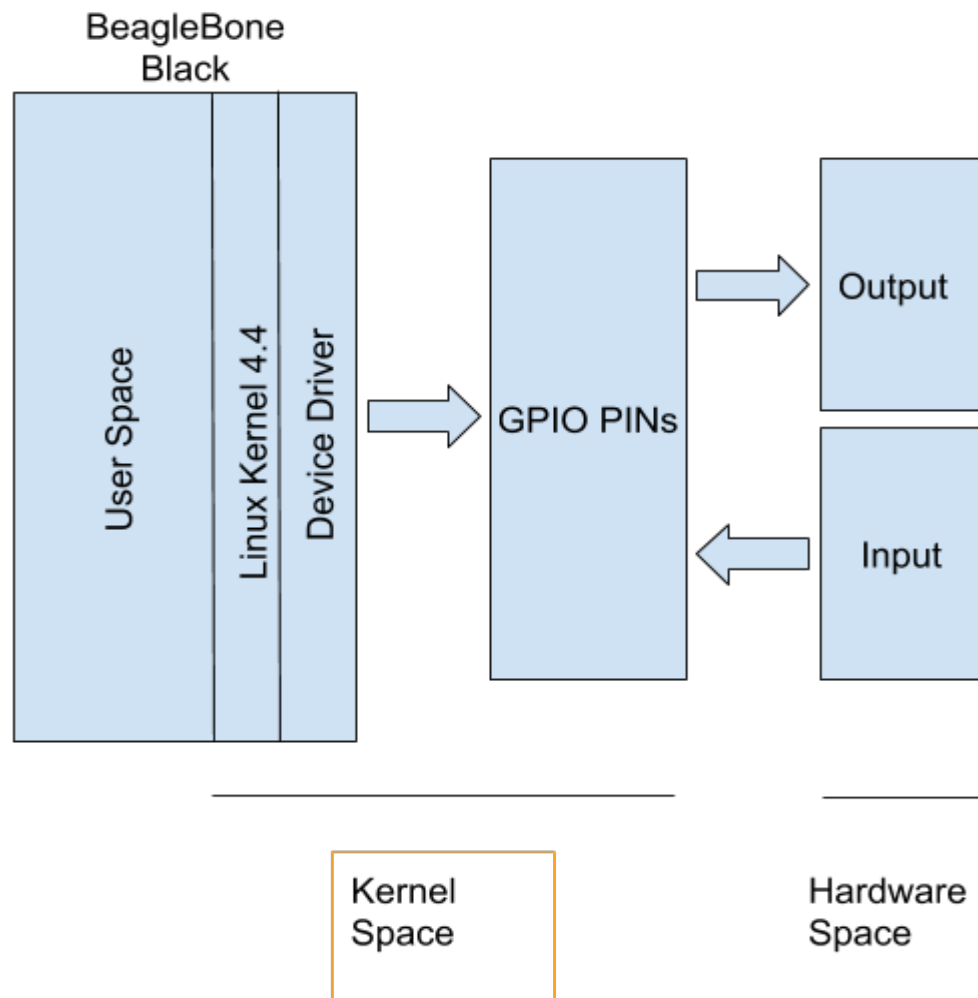 BeagleBone
Black
User Space
Linux Kernel 4.4
Device Driver
GPIO PINs
Output
Input
Kernel
Space
Hardware
Space